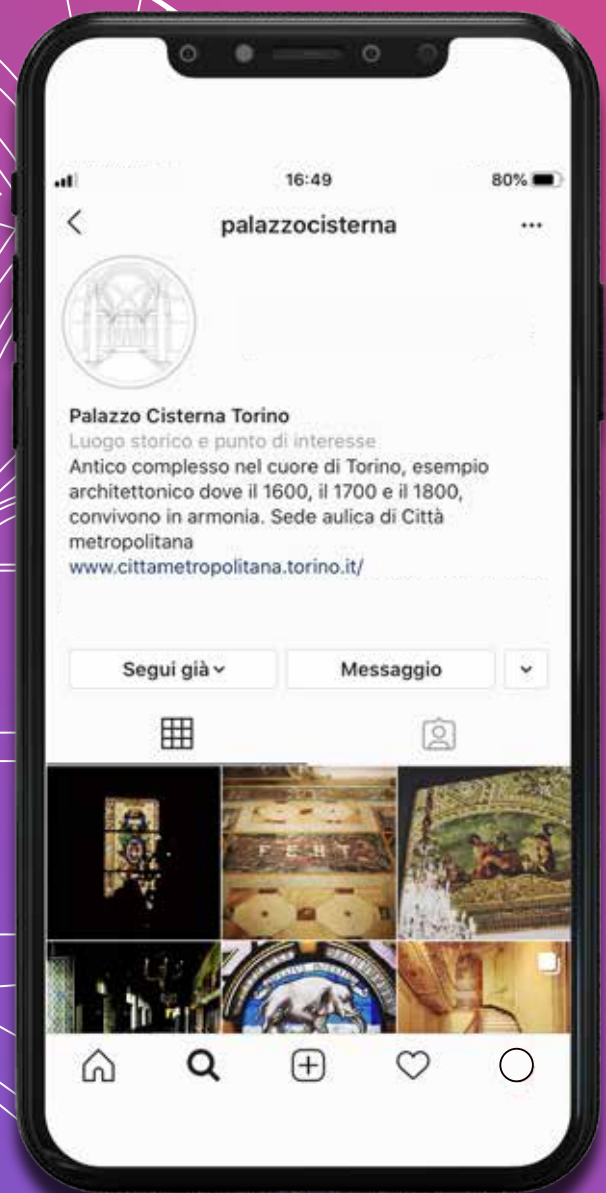 16:49
80%
palazzocisterna
Palazzo Cisterna Torino
Luogo storico e punto di interesse
Antico complesso nel cuore di Torino, esempio
architettonico dove il 1600, il 1700 e il 1800,
convivono in armonia. Sede aulica di Città
metropolitana
www.cittametropolitana.torino.it/
Segui già
Messaggio
FERT